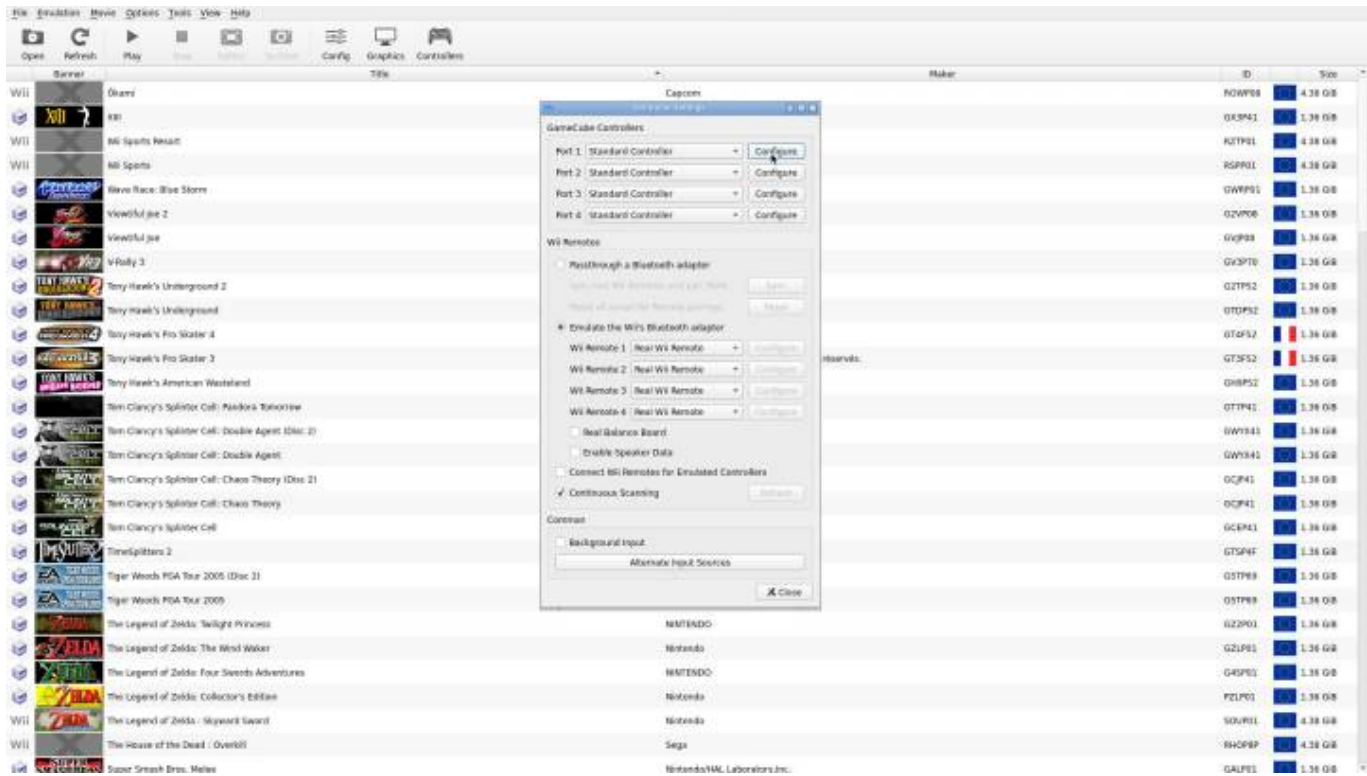 File Emulation Movie Options Tools View Help
Open Refresh Play Config Graphics Controllers
Banner Title Maker ID Size
Wii Okami Capcom ROWP08 4.38 GiB
XIII XIII GX3P41 1.36 GiB
Wii Wii Sports Resort RZTP01 4.38 GiB
Wii Wii Sports RSPP01 4.38 GiB
Wave Race: Blue Storm GWRP01 1.36 GiB
Viewtiful Joe 2 G2VP08 1.36 GiB
Viewtiful Joe GVJP08 1.36 GiB
V-Rally 3 GV3P70 1.36 GiB
Tony Hawk's Underground 2 G2TP52 1.36 GiB
Tony Hawk's Underground GTDP52 1.36 GiB
Tony Hawk's Pro Skater 4 GT4F52 1.36 GiB
Tony Hawk's Pro Skater 3 GT3F52 1.36 GiB
TONY HAWK'S Tony Hawk's American Wasteland 1.36 GiB
Tom Clancy's Splinter Cell: Pandora Tomorrow GT7P41 1.36 GiB
Tom Clancy's Splinter Cell: Double Agent (Disc 2) GWYX41 1.36 GiB
Tom Clancy's Splinter Cell: Double Agent GWYX41 1.36 GiB
Tom Clancy's Splinter Cell: Chaos Theory (Disc 2) GCJP41 1.36 GiB
Tom Clancy's Splinter Cell: Chaos Theory GCJP41 1.36 GiB
Tom Clancy's Splinter Cell GCEP41 1.36 GiB
TimeSplitters 2 GTSP4F 1.36 GiB
EA Tiger Woods PGA Tour 2005 (Disc 2) G5TP69 1.36 GiB
EA Tiger Woods PGA Tour 2005 G5TP69 1.36 GiB
The Legend of Zelda: Twilight Princess NINTENDO GZ2P01 1.36 GiB
ZELDA The Legend of Zelda: The Wind Waker Nintendo GZLP01 1.36 GiB
The Legend of Zelda: Four Swords Adventures NINTENDO G4SP01 1.36 GiB
ZELDA The Legend of Zelda: Collector's Edition Nintendo PZLP01 1.36 GiB
Wii ZELDA The Legend of Zelda : Skyward Sword Nintendo SOUP01 4.38 GiB
Wii The House of the Dead : Overkill Sega RHOP8P 4.38 GiB
Super Smash Bros. Melee Nintendo/HAL Laboratory,Inc. GALP01 1.36 GiB
GameCube Controllers
Port 1 Standard Controller Configure
Port 2 Standard Controller Configure
Port 3 Standard Controller Configure
Port 4 Standard Controller Configure
Wii Remotes
Passthrough a Bluetooth adapter
Sync
Reset
Emulate the Wii's Bluetooth adapter
Wii Remote 1 Real Wii Remote Configure
Wii Remote 2 Real Wii Remote Configure
Wii Remote 3 Real Wii Remote Configure
Wii Remote 4 Real Wii Remote Configure
Real Balance Board
Enable Speaker Data
Connect Wii Remotes for Emulated Controllers
Continuous Scanning Refresh
Common
Background Input
Alternate Input Sources
Close